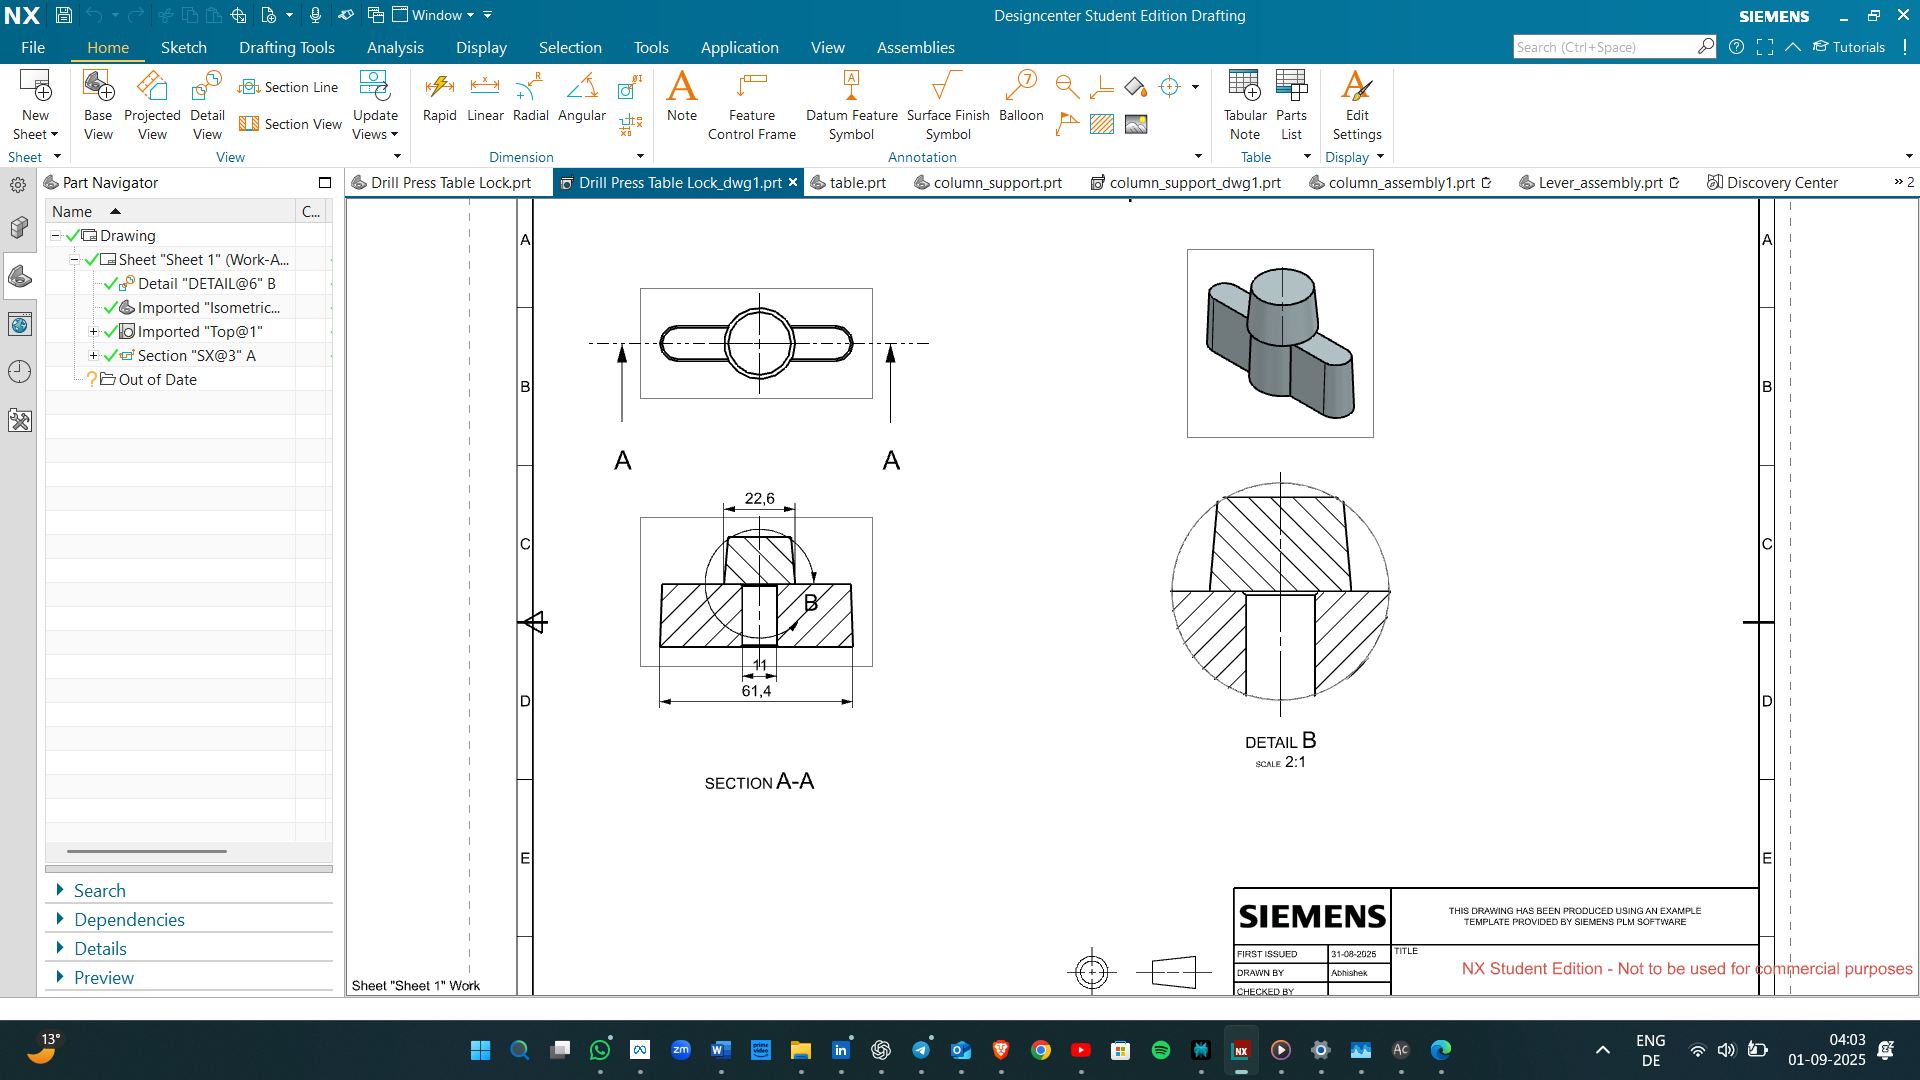 NX Window Designcenter Student Edition Drafting SIEMENS
File Home Sketch Drafting Tools Analysis Display Selection Tools Application View Assemblies Search (Ctrl+Space) Tutorials
New Sheet Base View Projected View Detail View Section Line Section View Update Views Rapid Linear Radial Angular Note Feature Control Frame Datum Feature Symbol Surface Finish Symbol Balloon Tabular Note Parts List Edit Settings
Sheet View Dimension Annotation Table Display
Part Navigator Drill Press Table Lock.prt Drill Press Table Lock_dwg1.prt table.prt column_support.prt column_support_dwg1.prt column_assembly1.prt Lever_assembly.prt Discovery Center 2
Name C...
Drawing
Sheet "Sheet 1" (Work-A...
Detail "DETAIL@6" B
Imported "Isometric...
Imported "Top@1"
Section "SX@3" A
Out of Date
Search
Dependencies
Details
Preview
A A
B B
A A
22,6
C C
B
11
61,4
D D
DETAIL B
SCALE 2:1
SECTION A-A
E E
SIEMENS
THIS DRAWING HAS BEEN PRODUCED USING AN EXAMPLE
TEMPLATE PROVIDED BY SIEMENS PLM SOFTWARE
FIRST ISSUED 31-08-2025 TITLE
DRAWN BY Abhishek
CHECKED BY
NX Student Edition - Not to be used for commercial purposes
Sheet "Sheet 1" Work
13°
ENG
DE
04:03
01-09-2025